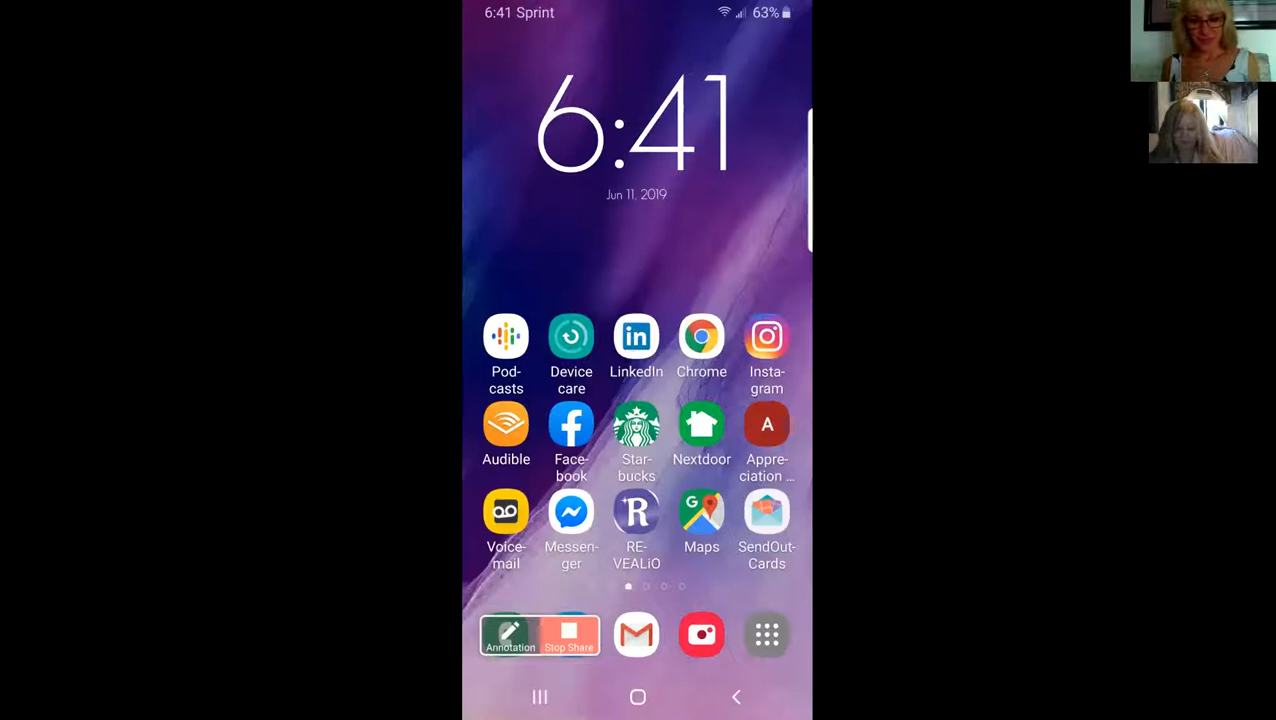 6:41 Sprint
63%
6:41
Jun 11, 2019
Pod-
casts
Device
care
LinkedIn
Chrome
Insta-
gram
Audible
Face-
book
Star-
bucks
Nextdoor
A
Appre-
ciation ...
Voice-
mail
Messen-
ger
R
RE-
VEALiO
G
Maps
SendOut-
Cards
Annotation
Stop Share